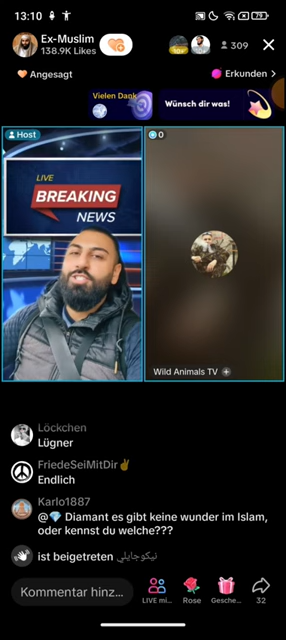 13:10
79
Ex-Muslim
138.9K Likes
309
Angesagt
Erkunden >
Vielen Dank
Wünsch dir was!
Host
0
LIVE
BREAKING
NEWS
Wild Animals TV +
Löckchen
Lügner
FriedeSeiMitDir✌️
Endlich
Karlo1887
@💎 Diamant es gibt keine wunder im Islam,
oder kennst du welche???
ist beigetreten نيكوجايلي
Kommentar hinz...
LIVE mi...
Rose
Gesche...
32